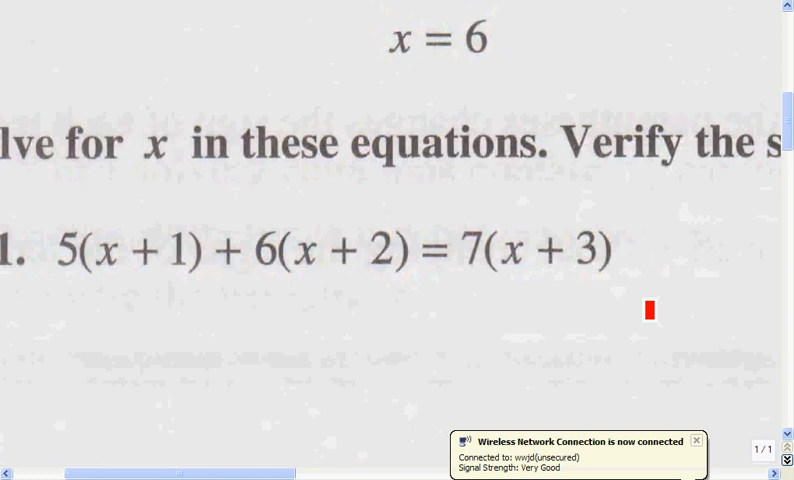 x = 6
lve for x in these equations. Verify the s
1. 5(x + 1) + 6(x + 2) = 7(x + 3)
Wireless Network Connection is now connected
Connected to: wwjd(unsecured)
Signal Strength: Very Good
1/1